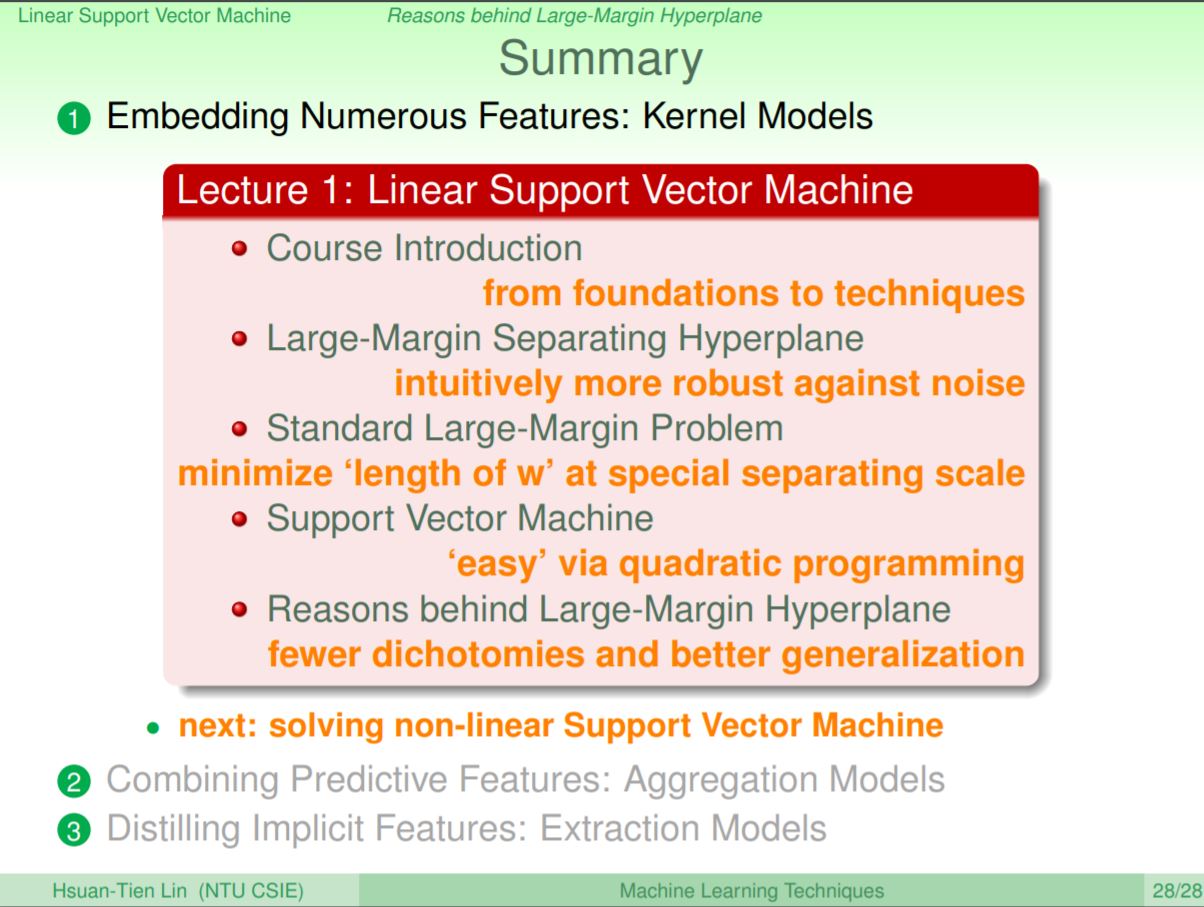 Linear Support Vector Machine Reasons behind Large-Margin Hyperplane
Summary
1 Embedding Numerous Features: Kernel Models
Lecture 1: Linear Support Vector Machine
• Course Introduction
from foundations to techniques
• Large-Margin Separating Hyperplane
intuitively more robust against noise
• Standard Large-Margin Problem
minimize ‘length of w’ at special separating scale
• Support Vector Machine
‘easy’ via quadratic programming
• Reasons behind Large-Margin Hyperplane
fewer dichotomies and better generalization
• next: solving non-linear Support Vector Machine
2 Combining Predictive Features: Aggregation Models
3 Distilling Implicit Features: Extraction Models
Hsuan-Tien Lin (NTU CSIE) Machine Learning Techniques 28/28